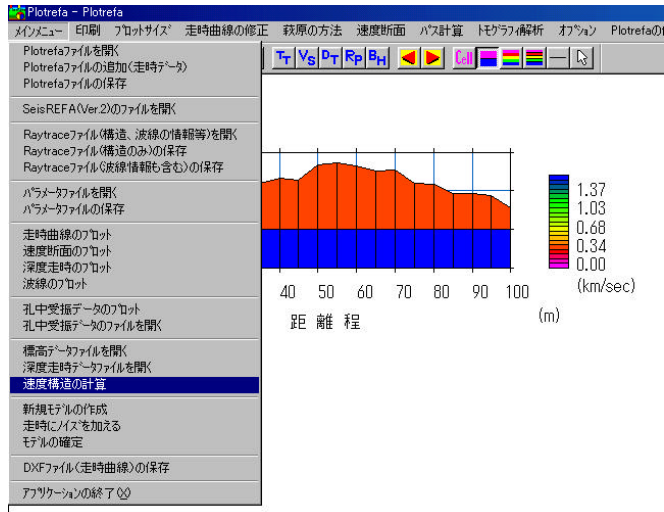 Plotrefa - Plotrefa
ﾒｲﾝﾒﾆｭｰ 印刷 ﾌﾟﾛｯﾄｻｲｽﾞ 走時曲線の修正 萩原の方法 速度断面 ﾊﾟｽ計算 ﾄﾓｸﾞﾗﾌｨ解析 ｵﾌﾟｼｮﾝ Plotrefaの
Plotrefaﾌｧｲﾙを開く
Plotrefaﾌｧｲﾙの追加(走時ﾃﾞｰﾀ)
Plotrefaﾌｧｲﾙの保存
SeisREFA(Ver.2)のﾌｧｲﾙを開く
Raytraceﾌｧｲﾙ(構造、波線の情報等)を開く
Raytraceﾌｧｲﾙ(構造のみ)の保存
Raytraceﾌｧｲﾙ(波線情報も含む)の保存
ﾊﾟﾗﾒｰﾀﾌｧｲﾙを開く
ﾊﾟﾗﾒｰﾀﾌｧｲﾙの保存
走時曲線のﾌﾟﾛｯﾄ
速度断面のﾌﾟﾛｯﾄ
深度走時のﾌﾟﾛｯﾄ
波線のﾌﾟﾛｯﾄ
孔中受振データのﾌﾟﾛｯﾄ
孔中受振ﾃﾞｰﾀのﾌｧｲﾙを開く
標高ﾃﾞｰﾀﾌｧｲﾙを開く
深度走時ﾃﾞｰﾀﾌｧｲﾙを開く
速度構造の計算
新規ﾓﾃﾞﾙの作成
走時にﾉｲｽﾞを加える
ﾓﾃﾞﾙの確定
DXFﾌｧｲﾙ(走時曲線)の保存
ｱﾌﾟﾘｹｰｼｮﾝの終了(X)
TT VS DT RP BH Cell
1.37
1.03
0.68
0.34
0.00
(km/sec)
40 50 60 70 80 90 100
(m)
距 離 程